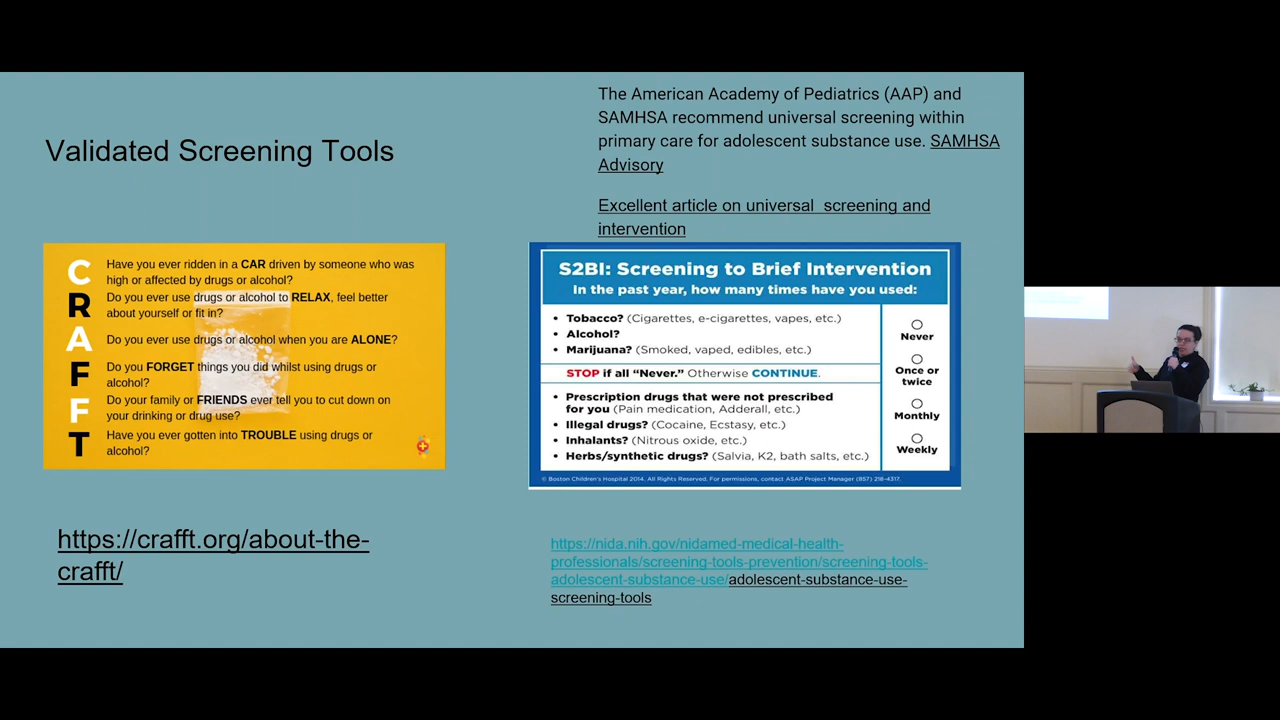 Validated Screening Tools
The American Academy of Pediatrics (AAP) and
SAMHSA recommend universal screening within
primary care for adolescent substance use. SAMHSA
Advisory
Excellent article on universal screening and
intervention
C
Have you ever ridden in a CAR driven by someone who was
high or affected by drugs or alcohol?
R
Do you ever use drugs or alcohol to RELAX, feel better
about yourself or fit in?
A
Do you ever use drugs or alcohol when you are ALONE?
F
Do you FORGET things you did whilst using drugs or
alcohol?
F
Do your family or FRIENDS ever tell you to cut down on
your drinking or drug use?
T
Have you ever gotten into TROUBLE using drugs or
alcohol?
S2BI: Screening to Brief Intervention
In the past year, how many times have you used:
• Tobacco? (Cigarettes, e-cigarettes, vapes, etc.)
• Alcohol?
• Marijuana? (Smoked, vaped, edibles, etc.)
STOP if all “Never.” Otherwise CONTINUE.
• Prescription drugs that were not prescribed
for you (Pain medication, Adderall, etc.)
• Illegal drugs? (Cocaine, Ecstasy, etc.)
• Inhalants? (Nitrous oxide, etc.)
• Herbs/synthetic drugs? (Salvia, K2, bath salts, etc.)
Never
Once or
twice
Monthly
Weekly
© Boston Children's Hospital 2014. All Rights Reserved. For permissions, contact ASAP Project Manager (857) 218-4317.
https://crafft.org/about-the-
crafft/
https://nida.nih.gov/nidamed-medical-health-
professionals/screening-tools-prevention/screening-tools-
adolescent-substance-use/adolescent-substance-use-
screening-tools